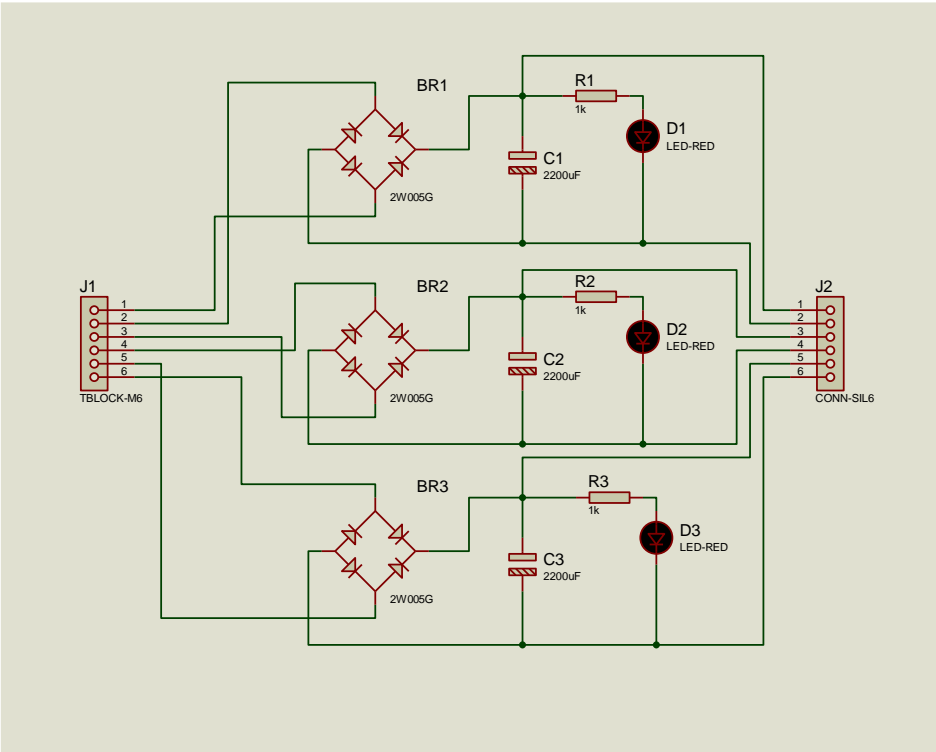 BR1
2W005G
R1
1k
D1
LED-RED
C1
2200uF
J1
1
2
3
4
5
6
TBLOCK-M6
BR2
2W005G
R2
1k
D2
LED-RED
C2
2200uF
J2
1
2
3
4
5
6
CONN-SIL6
BR3
2W005G
R3
1k
D3
LED-RED
C3
2200uF